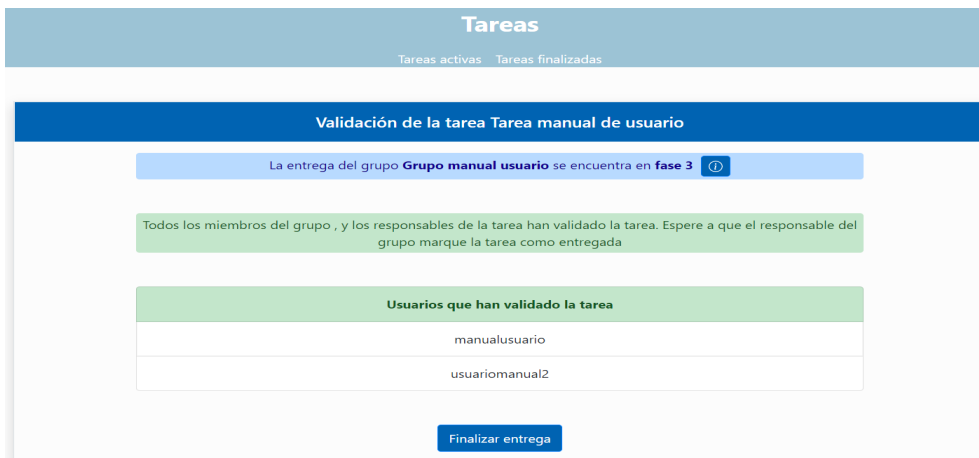 Tareas
Tareas activas Tareas finalizadas
Validación de la tarea Tarea manual de usuario
La entrega del grupo Grupo manual usuario se encuentra en fase 3
Todos los miembros del grupo , y los responsables de la tarea han validado la tarea. Espere a que el responsable del
grupo marque la tarea como entregada
Usuarios que han validado la tarea
manualusuario
usuariomanual2
Finalizar entrega